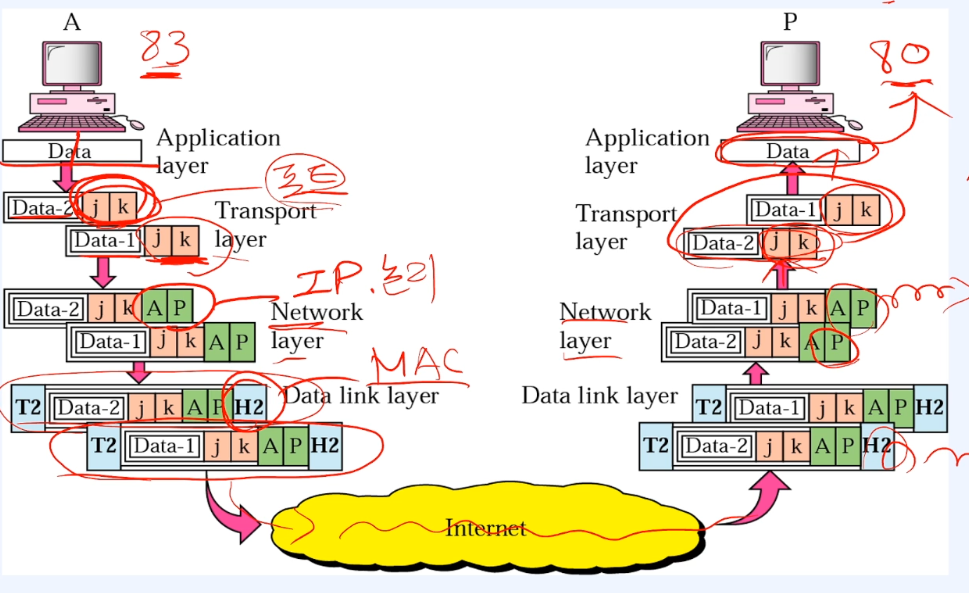 A
83
P
80
Data
Application
layer
Application
layer
Data
Data-2 j k
포트
Transport
layer
Data-1 j k
Transport
layer
Data-1 j k
Data-2 j k
IP. 논리
Data-2 j k A P
Network
layer
Data-1 j k A P
Network
layer
Data-1 j k A P
Data-2 j k A P
MAC
T2 Data-2 j k A P H2
Data link layer
T2 Data-1 j k A P H2
Data link layer
T2 Data-1 j k A P H2
T2 Data-2 j k A P H2
Internet